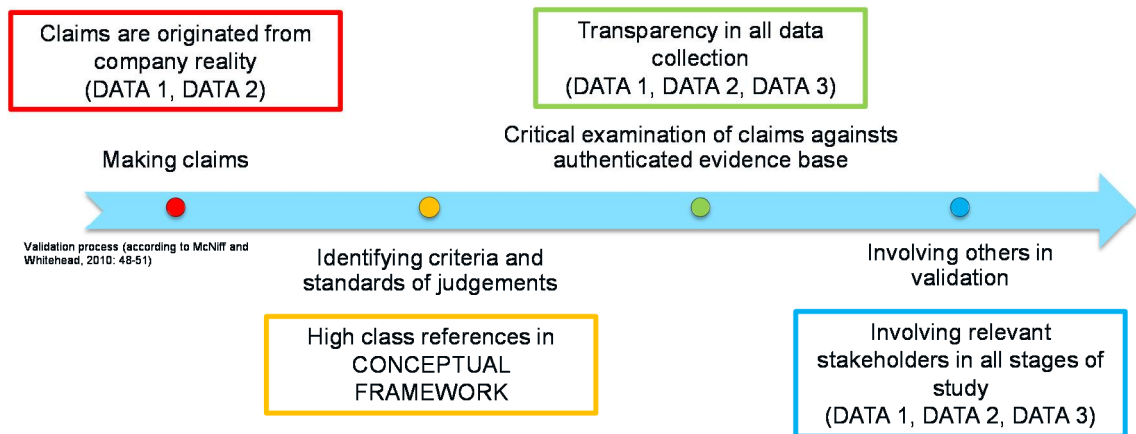 Claims are originated from
company reality
(DATA 1, DATA 2)
Transparency in all data
collection
(DATA 1, DATA 2, DATA 3)
Making claims
Critical examination of claims againsts
authenticated evidence base
Validation process (according to McNiff and
Whitehead, 2010: 48-51)
Identifying criteria and
standards of judgements
Involving others in
validation
High class references in
CONCEPTUAL
FRAMEWORK
Involving relevant
stakeholders in all stages of
study
(DATA 1, DATA 2, DATA 3)